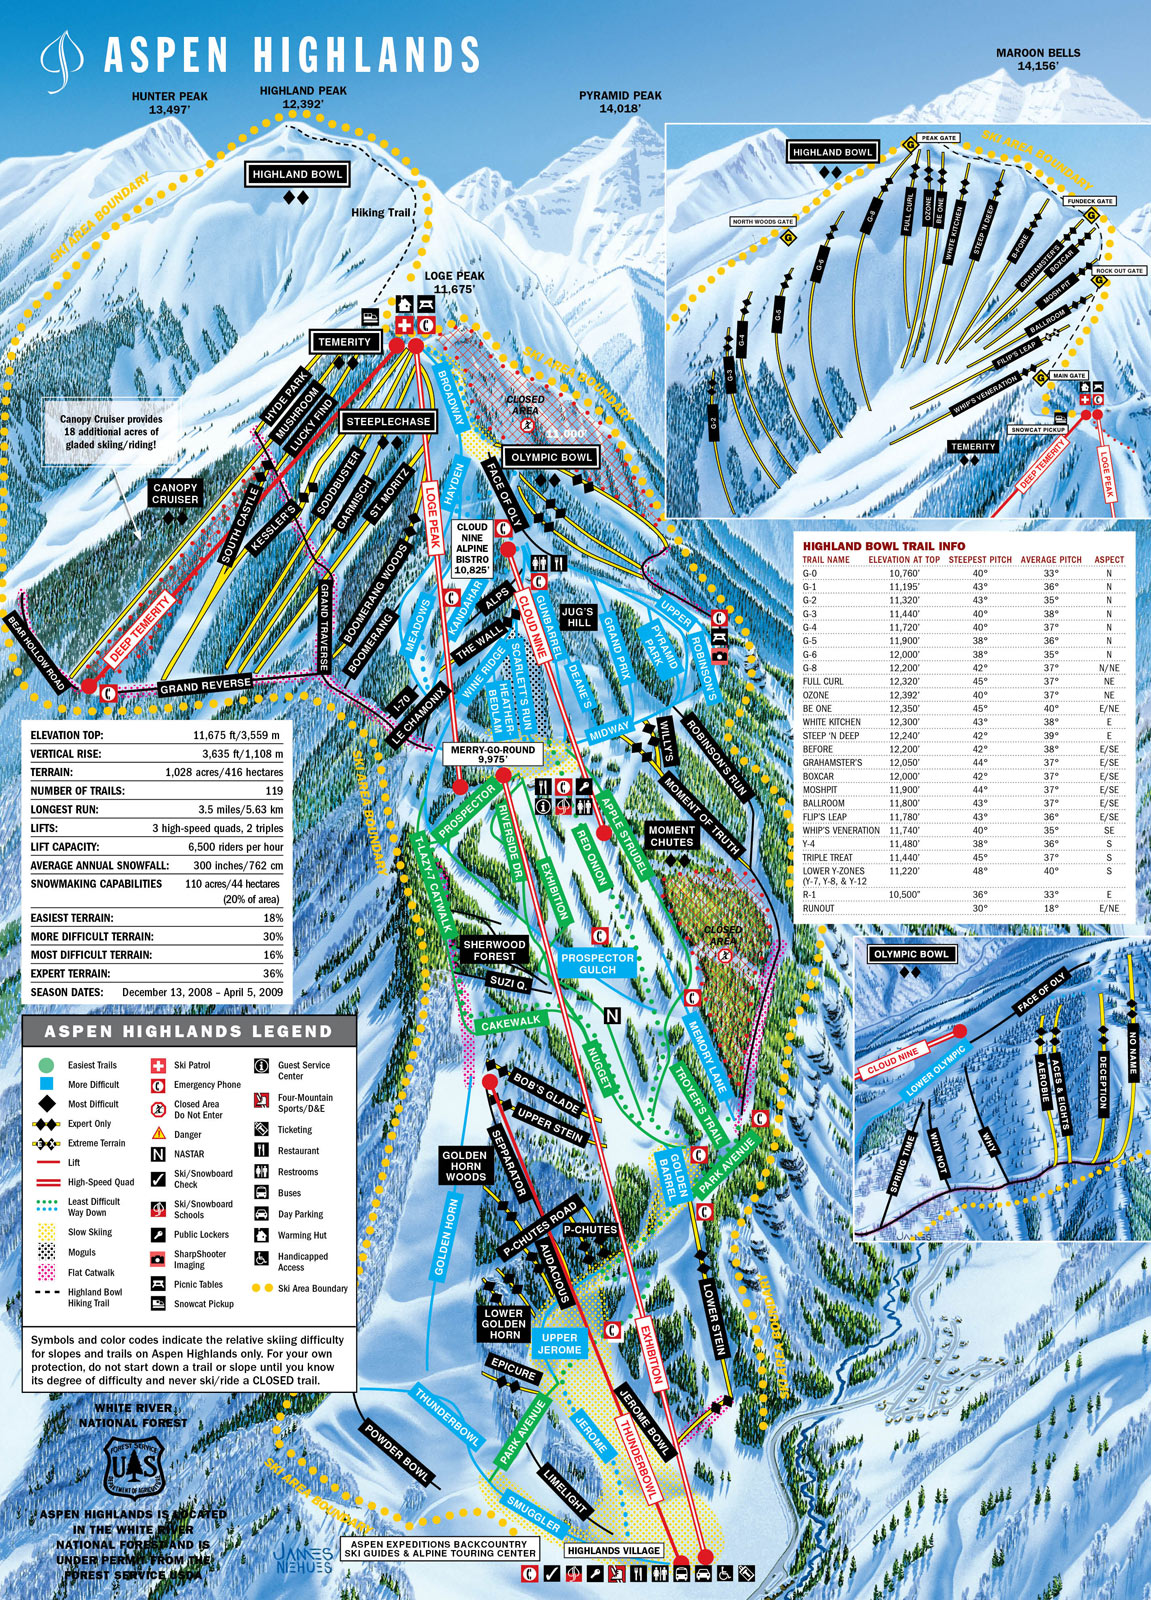 ASPEN HIGHLANDS
HUNTER PEAK
13,497'
HIGHLAND PEAK
12,392'
PYRAMID PEAK
14,018'
MAROON BELLS
14,156'
HIGHLAND BOWL
Hiking Trail
SKI AREA BOUNDARY
LOGE PEAK
11,675'
TEMERITY
HYDE PARK
MUSHROOM
LUCKY FIND
STEEPLECHASE
BROADWAY
CLOSED
AREA
11,000'
SKI AREA BOUNDARY
OLYMPIC BOWL
Canopy Cruiser provides
18 additional acres of
gladed skiing/riding!
CANOPY
CRUISER
SOUTH CASTLE
KESSLER'S
SODDBUSTER
GARMISCH
ST. MORITZ
LOGE PEAK
HAYDEN
FACE OF OLY
CLOUD
NINE
ALPINE
BISTRO
10,825'
BEAR HOLLOW ROAD
DEEP TEMERITY
GRAND TRAVERSE
GRAND REVERSE
BOOMERANG WOODS
BOOMERANG
MEADOWS
KANDAHAR
ALPS
THE WALL
WINE RIDGE
SCARLETT'S RUN
HEATHER-
BEDLAM
GUNBARREL
CLOUD NINE
JUG'S
HILL
DEANE'S
GRAND PRIX
PYRAMID
PARK
UPPER
ROBINSON'S
MIDWAY
I-70
LE CHAMONIX
WILLY'S
ROBINSON'S RUN
MOMENT OF TRUTH
MERRY-GO-ROUND
9,975'
PROSPECTOR
T-LAZY-7 CATWALK
RIVERSIDE DR.
EXHIBITION
RED ONION
APPLE STRUDEL
MOMENT
CHUTES
CLOSED
AREA
SHERWOOD
FOREST
SUZI Q.
PROSPECTOR
GULCH
N
CAKEWALK
NUGGET
MEMORY LANE
TROYER'S TRAIL
BOB'S GLADE
UPPER STEIN
SEPPARATOR
GOLDEN
HORN
WOODS
GOLDEN HORN
GOLDEN
BARREL
PARK AVENUE
P-CHUTES ROAD
P-CHUTES
AUDACIOUS
LOWER STEIN
LOWER
GOLDEN
HORN
UPPER
JEROME
EXHIBITION
EPICURE
PARK AVENUE
THUNDERBOWL
JEROME
JEROME BOWL
THUNDERBOWL
POWDER BOWL
LIMELIGHT
SMUGGLER
SKI AREA BOUNDARY
SKI AREA BOUNDARY
SKI AREA BOUNDARY
HIGHLANDS VILLAGE
ASPEN EXPEDITIONS BACKCOUNTRY
SKI GUIDES & ALPINE TOURING CENTER
JAMES
NIEHUES
HIGHLAND BOWL
PEAK GATE
SKI AREA BOUNDARY
NORTH WOODS GATE
FUNDECK GATE
ROCK OUT GATE
MAIN GATE
SNOWCAT PICKUP
G-2
G-3
G-4
G-5
G-6
G-8
FULL CURL
OZONE
BE ONE
WHITE KITCHEN
STEEP 'N DEEP
B-FORE
GRAHAMSTER'S
BOXCAR
MOSH PIT
BALLROOM
FILIP'S LEAP
WHIP'S VENERATION
TEMERITY
DEEP TEMERITY
LOGE PEAK
HIGHLAND BOWL TRAIL INFO
TRAIL NAME ELEVATION AT TOP STEEPEST PITCH AVERAGE PITCH ASPECT
G-0 10,760' 40° 33° N
G-1 11,195' 43° 36° N
G-2 11,320' 43° 35° N
G-3 11,440' 40° 38° N
G-4 11,720' 40° 37° N
G-5 11,900' 38° 36° N
G-6 12,000' 38° 35° N
G-8 12,200' 42° 37° N/NE
FULL CURL 12,320' 45° 37° NE
OZONE 12,392' 40° 37° NE
BE ONE 12,350' 45° 40° E/NE
WHITE KITCHEN 12,300' 43° 38° E
STEEP 'N DEEP 12,240' 42° 39° E
BEFORE 12,200' 42° 38° E/SE
GRAHAMSTER'S 12,050' 44° 37° E/SE
BOXCAR 12,000' 42° 37° E/SE
MOSHPIT 11,900' 44° 37° E/SE
BALLROOM 11,800' 43° 37° E/SE
FLIP'S LEAP 11,780' 43° 36° E/SE
WHIP'S VENERATION 11,740' 40° 35° SE
Y-4 11,480' 38° 36° S
TRIPLE TREAT 11,440' 45° 37° S
LOWER Y-ZONES 11,220' 48° 40° S
(Y-7, Y-8, & Y-12
R-1 10,500" 36° 33° E
RUNOUT 30° 18° E/NE
OLYMPIC BOWL
FACE OF OLY
CLOUD NINE
LOWER OLYMPIC
SPRING TIME
WHY NOT
WHY
AEROBIE
ACES & EIGHTS
DECEPTION
NO NAME
ELEVATION TOP: 11,675 ft/3,559 m
VERTICAL RISE: 3,635 ft/1,108 m
TERRAIN: 1,028 acres/416 hectares
NUMBER OF TRAILS: 119
LONGEST RUN: 3.5 miles/5.63 km
LIFTS: 3 high-speed quads, 2 triples
LIFT CAPACITY: 6,500 riders per hour
AVERAGE ANNUAL SNOWFALL: 300 inches/762 cm
SNOWMAKING CAPABILITIES 110 acres/44 hectares
(20% of area)
EASIEST TERRAIN: 18%
MORE DIFFICULT TERRAIN: 30%
MOST DIFFICULT TERRAIN: 16%
EXPERT TERRAIN: 36%
SEASON DATES: December 13, 2008 – April 5, 2009
ASPEN HIGHLANDS LEGEND
Easiest Trails
More Difficult
Most Difficult
Expert Only
Extreme Terrain
Lift
High-Speed Quad
Least Difficult
Way Down
Slow Skiing
Moguls
Flat Catwalk
Highland Bowl
Hiking Trail
Ski Patrol
Emergency Phone
Closed Area
Do Not Enter
Danger
NASTAR
Ski/Snowboard
Check
Ski/Snowboard
Schools
Public Lockers
SharpShooter
Imaging
Picnic Tables
Snowcat Pickup
Guest Service
Center
Four-Mountain
Sports/D&E
Ticketing
Restaurant
Restrooms
Buses
Day Parking
Warming Hut
Handicapped
Access
Ski Area Boundary
Symbols and color codes indicate the relative skiing difficulty
for slopes and trails on Aspen Highlands only. For your own
protection, do not start down a trail or slope until you know
its degree of difficulty and never ski/ride a CLOSED trail.
WHITE RIVER
NATIONAL FOREST
FOREST SERVICE
U S
DEPARTMENT OF AGRICULTURE
ASPEN HIGHLANDS IS LOCATED
IN THE WHITE RIVER
NATIONAL FOREST AND IS
UNDER PERMIT FROM THE
FOREST SERVICE USDA